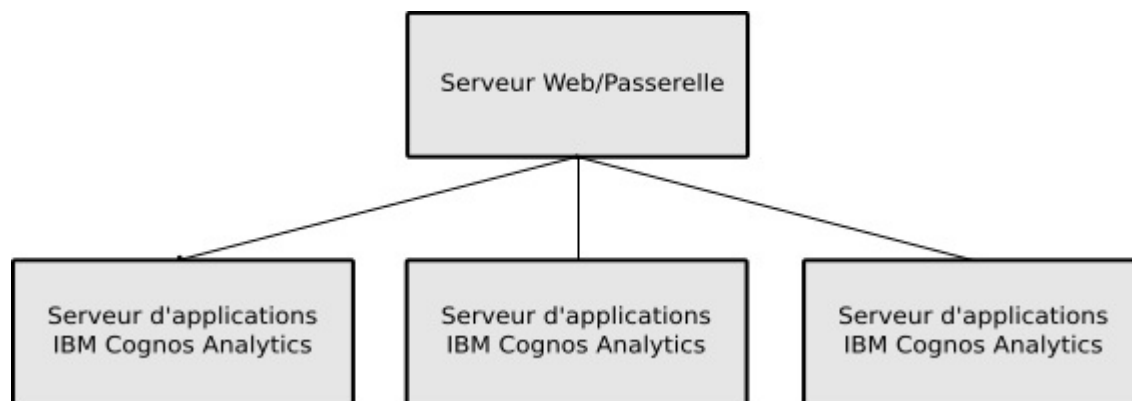 Serveur Web/Passerelle
Serveur d'applications
IBM Cognos Analytics
Serveur d'applications
IBM Cognos Analytics
Serveur d'applications
IBM Cognos Analytics